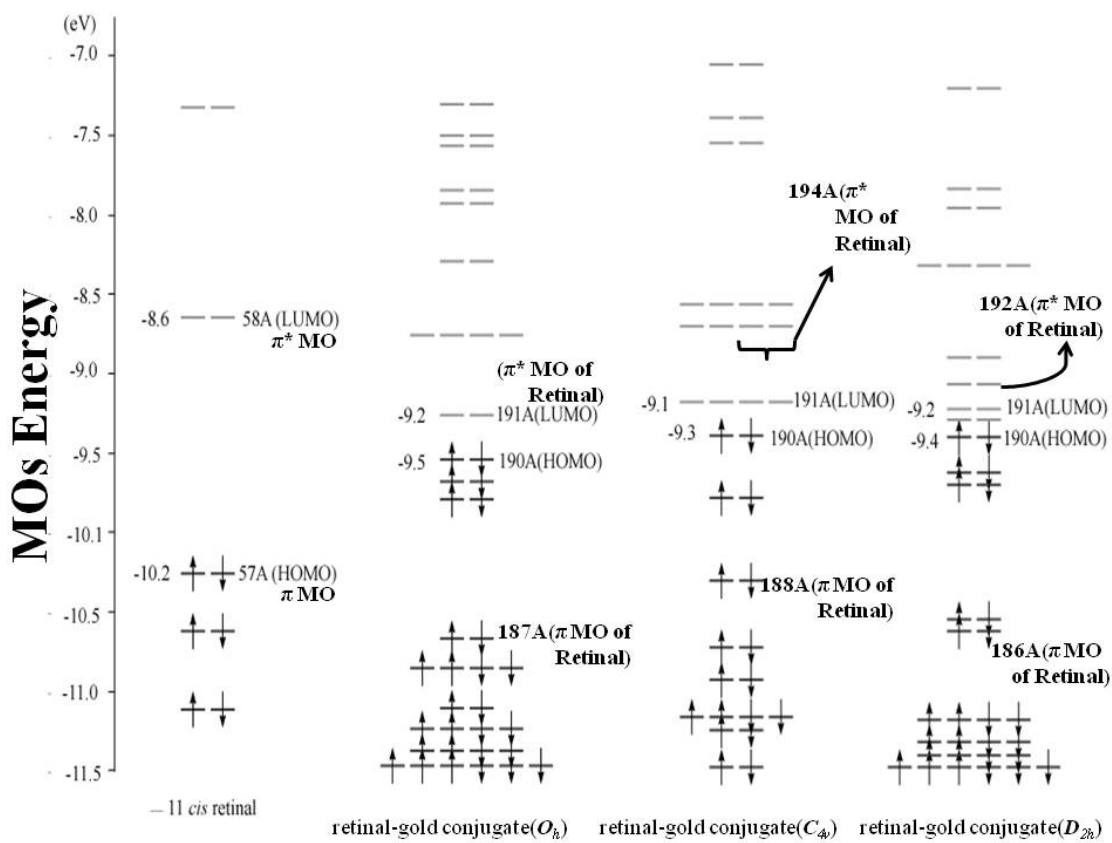 (eV)
-7.0
-7.5
-8.0
-8.5
-9.0
-9.5
-10.1
-10.5
-11.0
-11.5
MOs Energy
-8.6
58A (LUMO)
π* MO
-10.2
57A (HOMO)
π MO
— 11 cis retinal
(π* MO of
Retinal)
-9.2
191A(LUMO)
-9.5
190A(HOMO)
187A(π MO of
Retinal)
retinal-gold conjugate(Oh)
194A(π*
MO of
Retinal)
-9.1
191A(LUMO)
-9.3
190A(HOMO)
188A(π MO of
Retinal)
retinal-gold conjugate(C4v)
192A(π* MO
of Retinal)
-9.2
191A(LUMO)
-9.4
190A(HOMO)
186A(π MO
of Retinal)
retinal-gold conjugate(D2h)